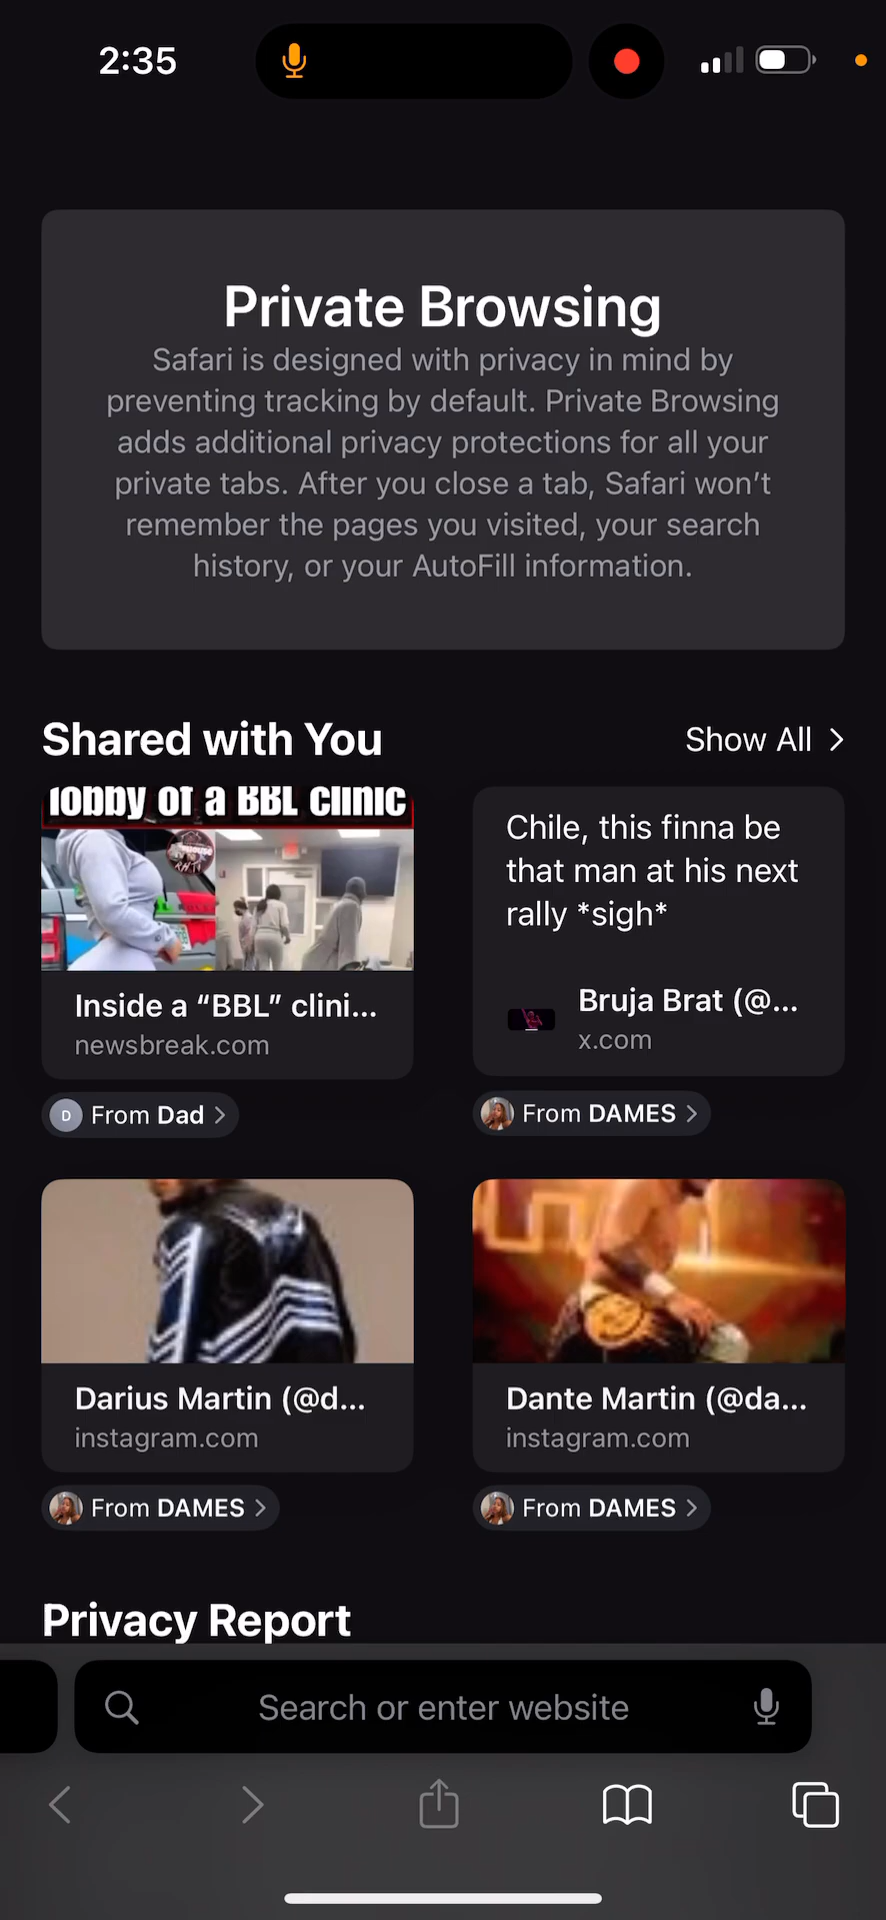 2:35
Private Browsing
Safari is designed with privacy in mind by
preventing tracking by default. Private Browsing
adds additional privacy protections for all your
private tabs. After you close a tab, Safari won't
remember the pages you visited, your search
history, or your AutoFill information.
Shared with You
Show All
lobby of a BBL clinic
Inside a “BBL” clini...
newsbreak.com
D
From Dad
Chile, this finna be
that man at his next
rally *sigh*
Bruja Brat (@...
x.com
From DAMES
Darius Martin (@d...
instagram.com
From DAMES
Dante Martin (@da...
instagram.com
From DAMES
Privacy Report
Search or enter website